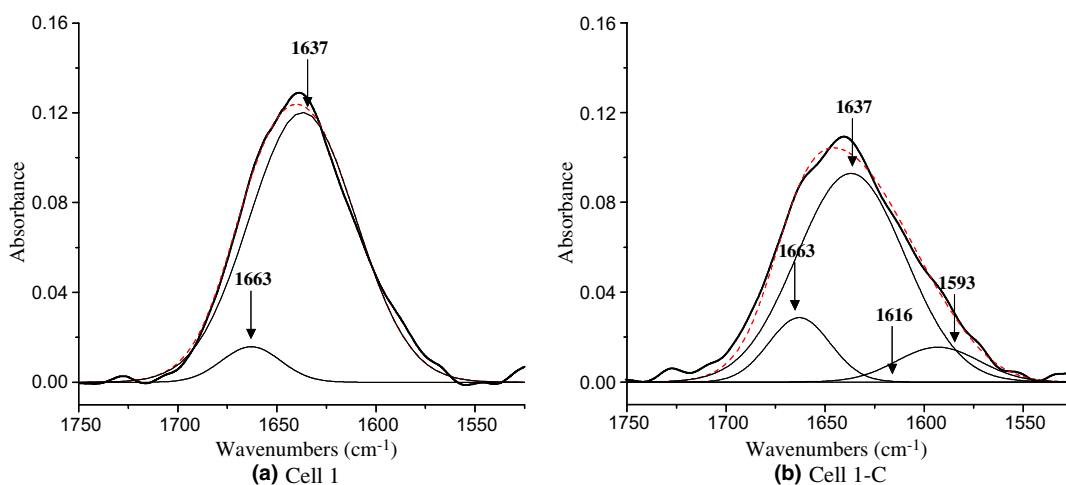 0.16
0.12
0.08
0.04
0.00
Absorbance
1637
1663
1750 1700 1650 1600 1550
Wavenumbers (cm-1)
(a) Cell 1
0.16
0.12
0.08
0.04
0.00
Absorbance
1637
1663
1593
1616
1750 1700 1650 1600 1550
Wavenumbers (cm-1)
(b) Cell 1-C